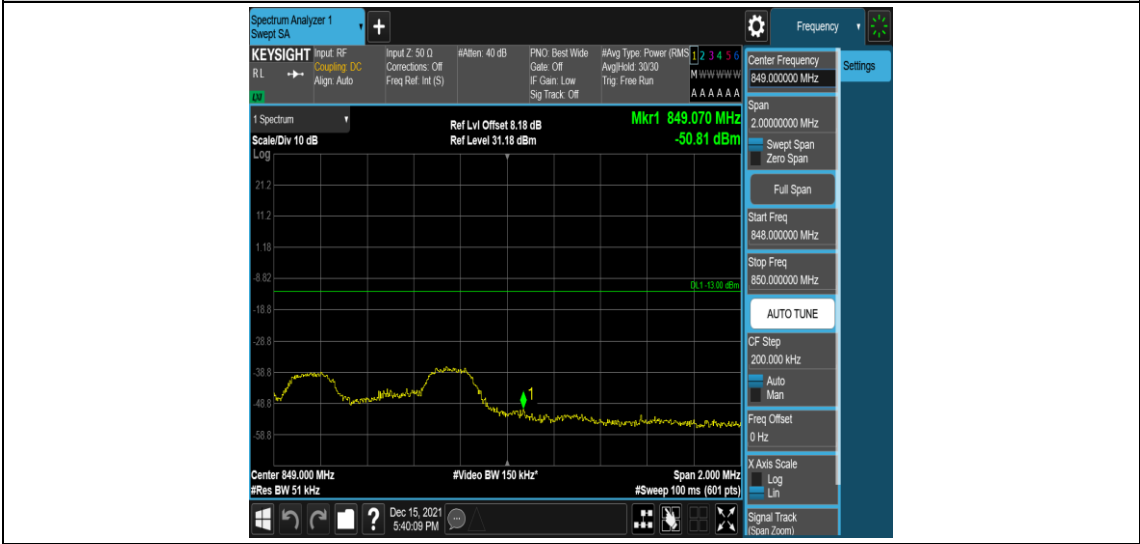 Spectrum Analyzer 1
Swept SA
+
Frequency
KEYSIGHT
RL
LXI
Input: RF
Coupling: DC
Align: Auto
Input Z: 50 Ω
Corrections: Off
Freq Ref: Int (S)
#Atten: 40 dB
PNO: Best Wide
Gate: Off
IF Gain: Low
Sig Track: Off
#Avg Type: Power (RMS
Avg|Hold: 30/30
Trig: Free Run
1 2 3 4 5 6
M W W W W W
A A A A A A
1 Spectrum
Scale/Div 10 dB
Ref Lvl Offset 8.18 dB
Ref Level 31.18 dBm
Mkr1 849.070 MHz
-50.81 dBm
Log
21.2
11.2
1.18
-8.82
DL1 -13.00 dBm
-18.8
-28.8
-38.8
-48.8
-58.8
1
Center 849.000 MHz
#Res BW 51 kHz
#Video BW 150 kHz*
Span 2.000 MHz
#Sweep 100 ms (601 pts)
Center Frequency
849.000000 MHz
Settings
Span
2.00000000 MHz
Swept Span
Zero Span
Full Span
Start Freq
848.000000 MHz
Stop Freq
850.000000 MHz
AUTO TUNE
CF Step
200.000 kHz
Auto
Man
Freq Offset
0 Hz
X Axis Scale
Log
Lin
Signal Track
(Span Zoom)
?
Dec 15, 2021
5:40:09 PM